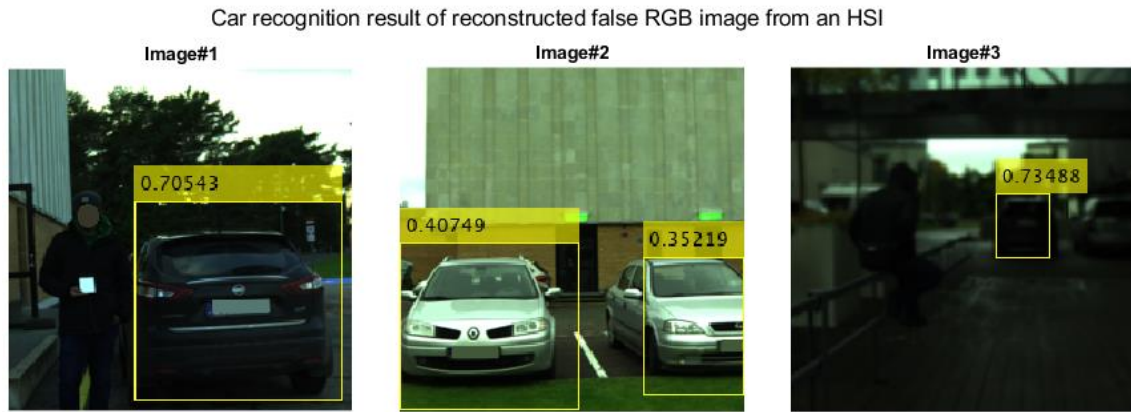 Car recognition result of reconstructed false RGB image from an HSI
Image#1
Image#2
Image#3
0.70543
0.40749
0.35219
0.73488